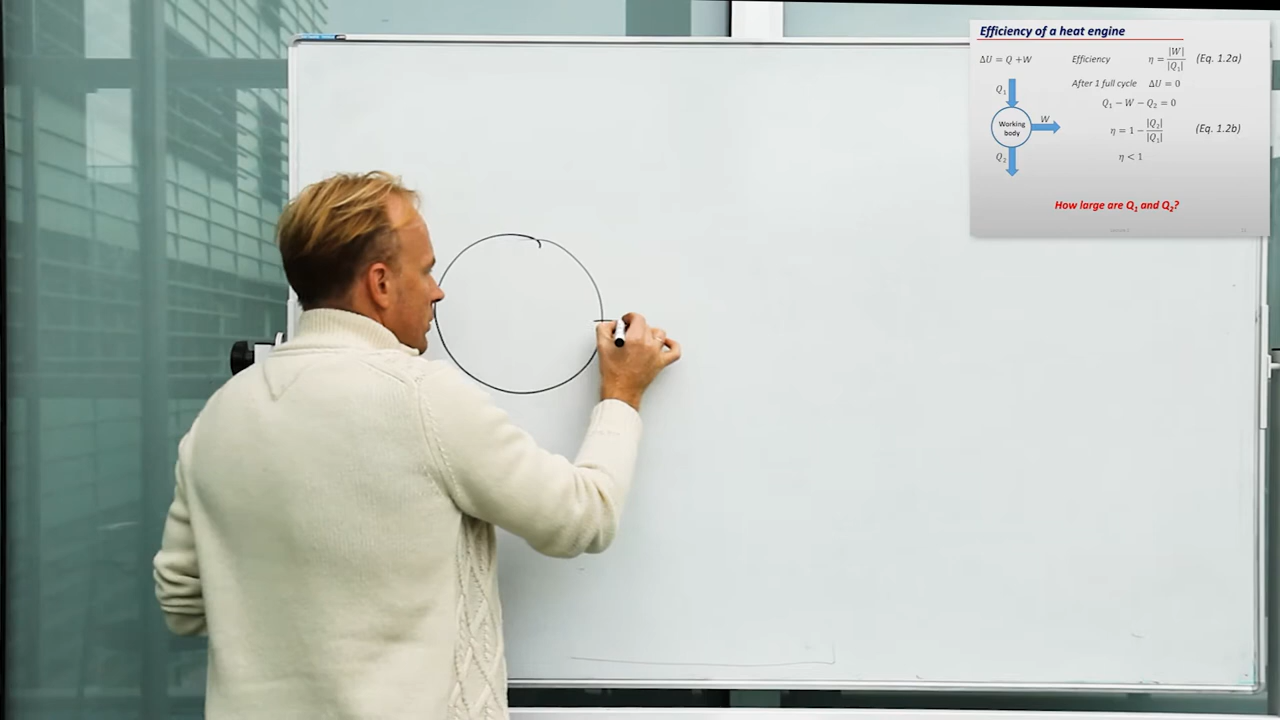 Efficiency of a heat engine
ΔU = Q +W
Efficiency η = |W| / |Q₁| (Eq. 1.2a)
After 1 full cycle ΔU = 0
Q₁
Q₁ − W − Q₂ = 0
W
Working
body
η = 1 − |Q₂| / |Q₁| (Eq. 1.2b)
Q₂
η < 1
How large are Q₁ and Q₂?